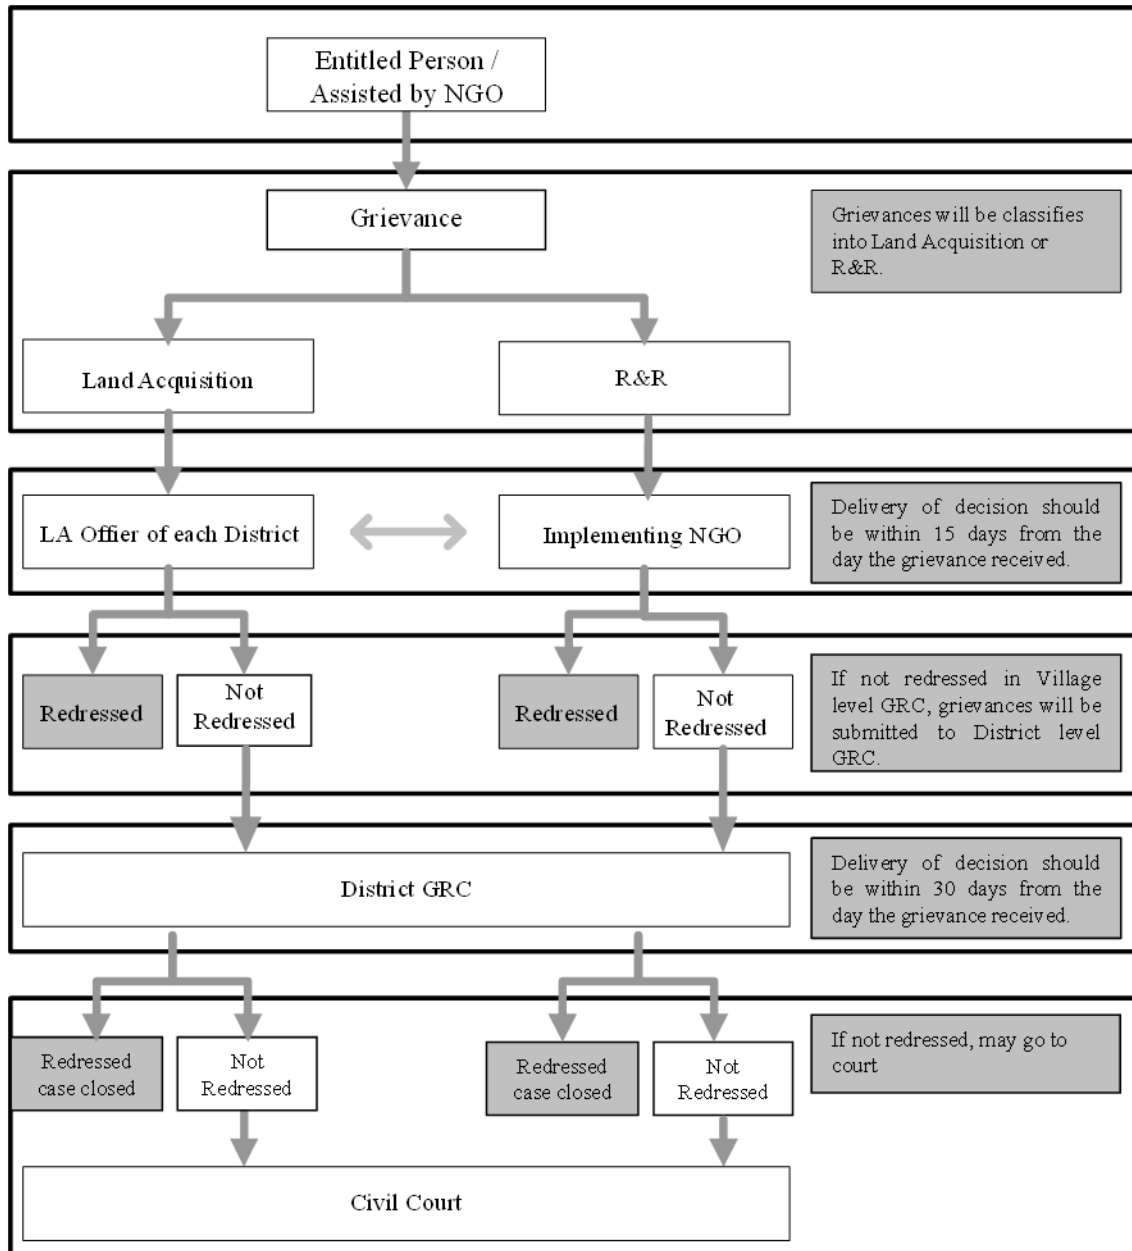 Entitled Person /
Assisted by NGO
Grievance
Grievances will be classifies
into Land Acquisition or
R&R.
Land Acquisition
R&R
LA Offier of each District
Implementing NGO
Delivery of decision should
be within 15 days from the
day the grievance received.
Redressed
Not
Redressed
Redressed
Not
Redressed
If not redressed in Village
level GRC, grievances will be
submitted to District level
GRC.
District GRC
Delivery of decision should
be within 30 days from the
day the grievance received.
Redressed
case closed
Not
Redressed
Redressed
case closed
Not
Redressed
If not redressed, may go to
court
Civil Court